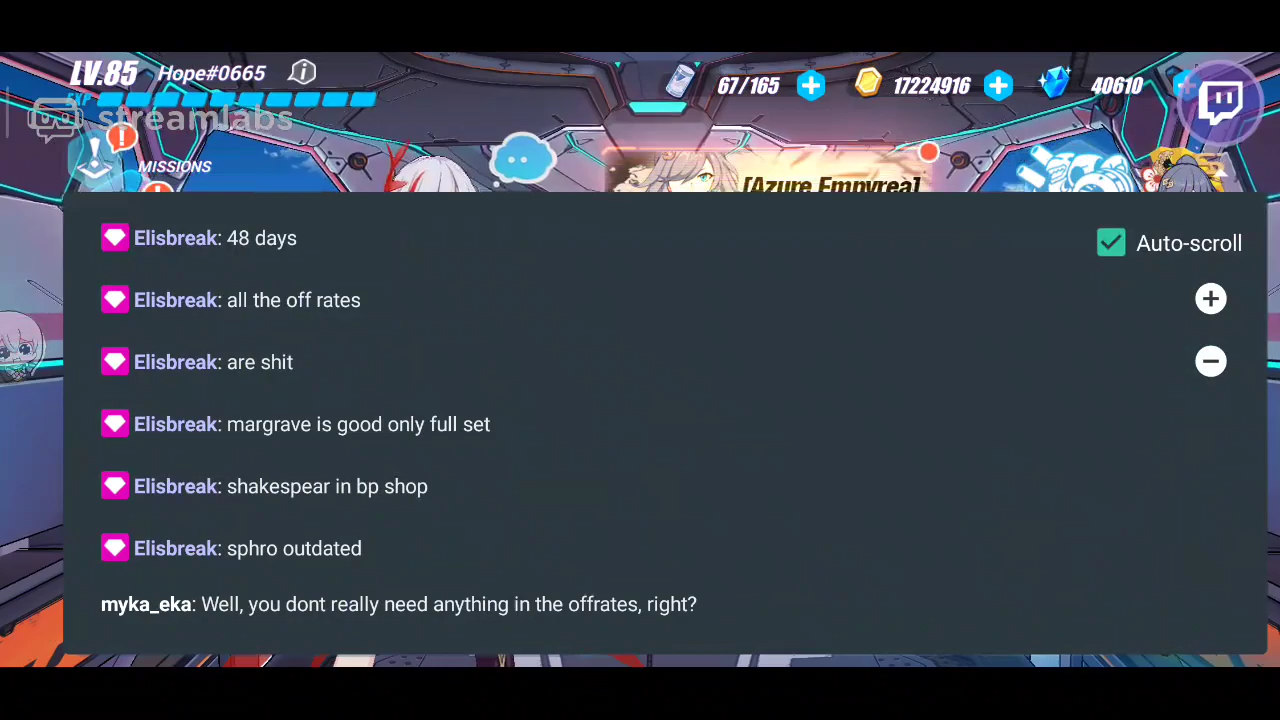 LV.85 Hope#0665 67/165 17224916 40610
EXP
streamlabs
MISSIONS
[Azure Empyrea]
Elisbreak: 48 days
Auto-scroll
Elisbreak: all the off rates
Elisbreak: are shit
Elisbreak: margrave is good only full set
Elisbreak: shakespear in bp shop
Elisbreak: sphro outdated
myka_eka: Well, you dont really need anything in the offrates, right?